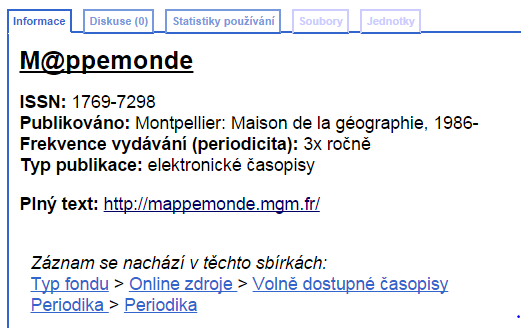 Informace Diskuse (0) Statistiky používání Soubory Jednotky
M@ppemonde
ISSN: 1769-7298
Publikováno: Montpellier: Maison de la géographie, 1986-
Frekvence vydávání (periodicita): 3x ročně
Typ publikace: elektronické časopisy
Plný text: http://mappemonde.mgm.fr/
Záznam se nachází v těchto sbírkách:
Typ fondu > Online zdroje > Volně dostupné časopisy
Periodika > Periodika